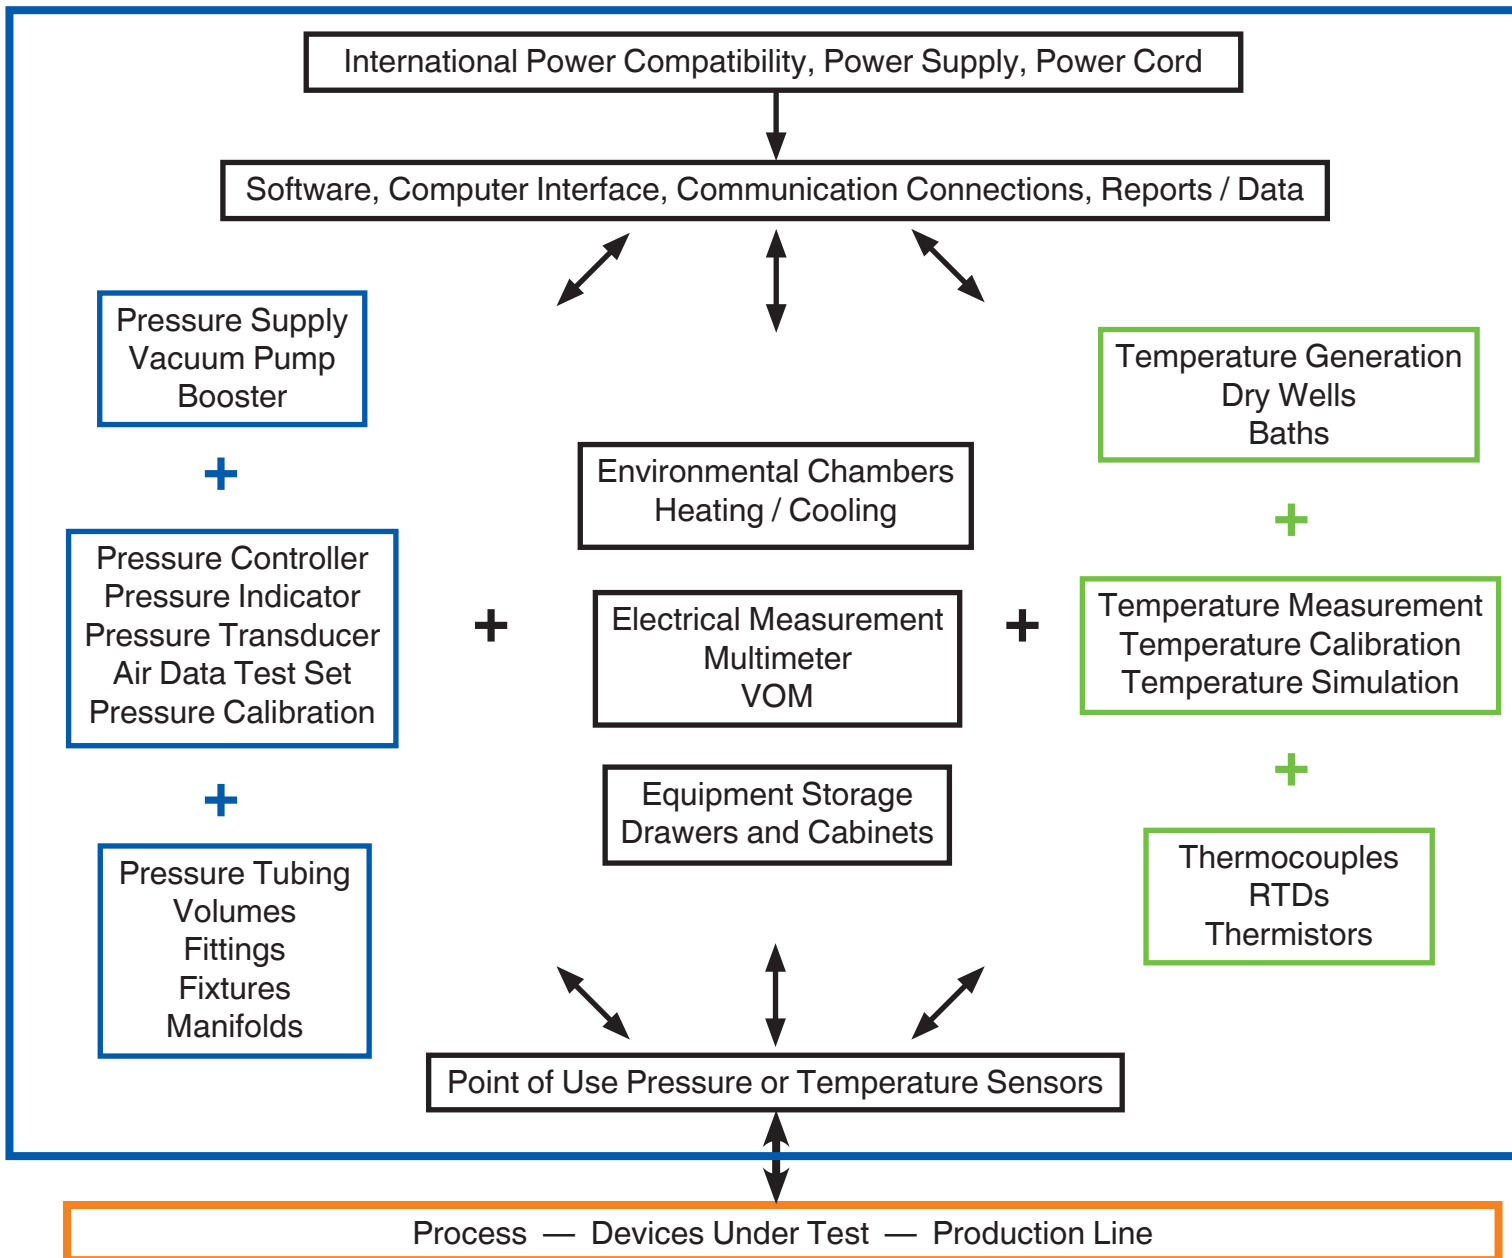 International Power Compatibility, Power Supply, Power Cord
Software, Computer Interface, Communication Connections, Reports / Data
Pressure Supply
Vacuum Pump
Booster
+
Pressure Controller
Pressure Indicator
Pressure Transducer
Air Data Test Set
Pressure Calibration
+
Pressure Tubing
Volumes
Fittings
Fixtures
Manifolds
+
Environmental Chambers
Heating / Cooling
Electrical Measurement
Multimeter
VOM
Equipment Storage
Drawers and Cabinets
+
Temperature Generation
Dry Wells
Baths
+
Temperature Measurement
Temperature Calibration
Temperature Simulation
+
Thermocouples
RTDs
Thermistors
Point of Use Pressure or Temperature Sensors
Process — Devices Under Test — Production Line